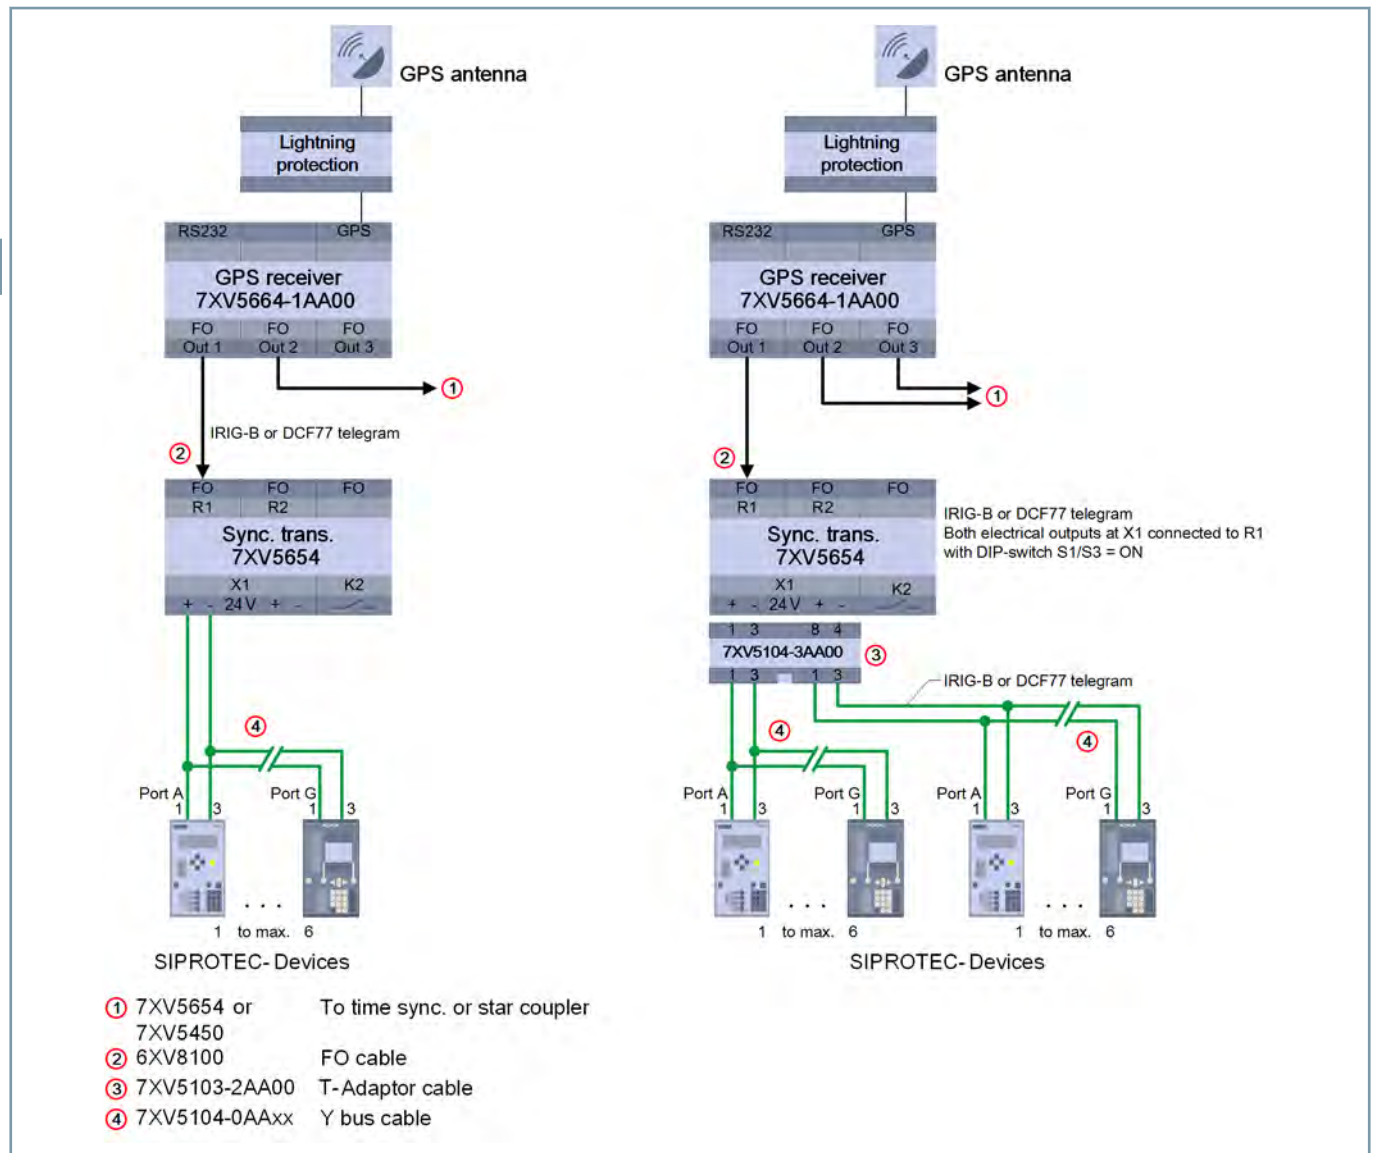 GPS antenna
Lightning
protection
RS232 GPS
GPS receiver
7XV5664-1AA00
FO FO FO
Out 1 Out 2 Out 3
1
IRIG-B or DCF77 telegram
2
FO FO FO
R1 R2
Sync. trans.
7XV5654
X1 K2
+ - 24 V + -
4
Port A Port G
1 3 1 3
. . .
1 to max. 6
SIPROTEC- Devices
GPS antenna
Lightning
protection
RS232 GPS
GPS receiver
7XV5664-1AA00
FO FO FO
Out 1 Out 2 Out 3
1
2
FO FO FO
R1 R2
Sync. trans.
7XV5654
X1 K2
+ - 24 V + -
IRIG-B or DCF77 telegram
Both electrical outputs at X1 connected to R1
with DIP-switch S1/S3 = ON
1 3 8 4
7XV5104-3AA00 3
1 3 1 3
IRIG-B or DCF77 telegram
4 4
Port A Port G Port A Port G
1 3 1 3 1 3 1 3
. . . . . .
1 to max. 6 1 to max. 6
SIPROTEC- Devices
1 7XV5654 or To time sync. or star coupler
7XV5450
2 6XV8100 FO cable
3 7XV5103-2AA00 T-Adaptor cable
4 7XV5104-0AAxx Y bus cable